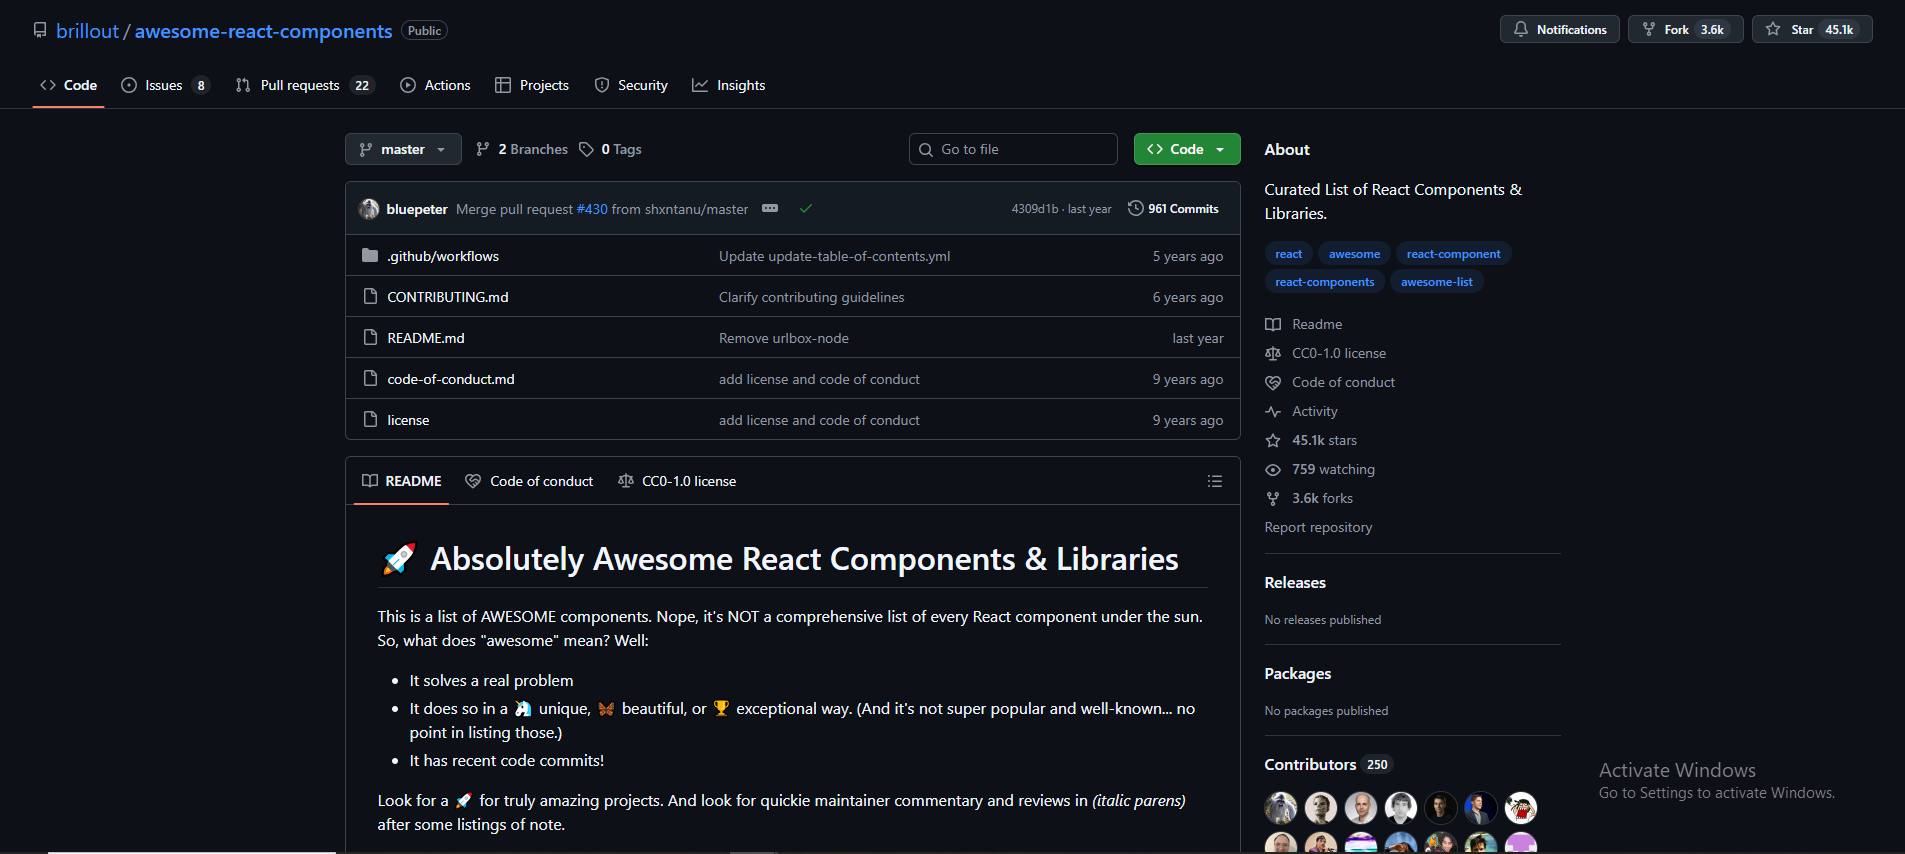 brillout / awesome-react-components Public
Notifications Fork 3.6k Star 45.1k
Code Issues 8 Pull requests 22 Actions Projects Security Insights
master 2 Branches 0 Tags Go to file Code
bluepeter Merge pull request #430 from shxntanu/master 4309d1b · last year 961 Commits
.github/workflows Update update-table-of-contents.yml 5 years ago
CONTRIBUTING.md Clarify contributing guidelines 6 years ago
README.md Remove urlbox-node last year
code-of-conduct.md add license and code of conduct 9 years ago
license add license and code of conduct 9 years ago
README Code of conduct CC0-1.0 license
🚀 Absolutely Awesome React Components & Libraries
This is a list of AWESOME components. Nope, it's NOT a comprehensive list of every React component under the sun.
So, what does "awesome" mean? Well:
• It solves a real problem
• It does so in a 🦄 unique, 🦋 beautiful, or 🏆 exceptional way. (And it's not super popular and well-known... no
point in listing those.)
• It has recent code commits!
Look for a 🚀 for truly amazing projects. And look for quickie maintainer commentary and reviews in (italic parens)
after some listings of note.
About
Curated List of React Components &
Libraries.
react awesome react-component
react-components awesome-list
Readme
CC0-1.0 license
Code of conduct
Activity
45.1k stars
759 watching
3.6k forks
Report repository
Releases
No releases published
Packages
No packages published
Contributors 250
Activate Windows
Go to Settings to activate Windows.